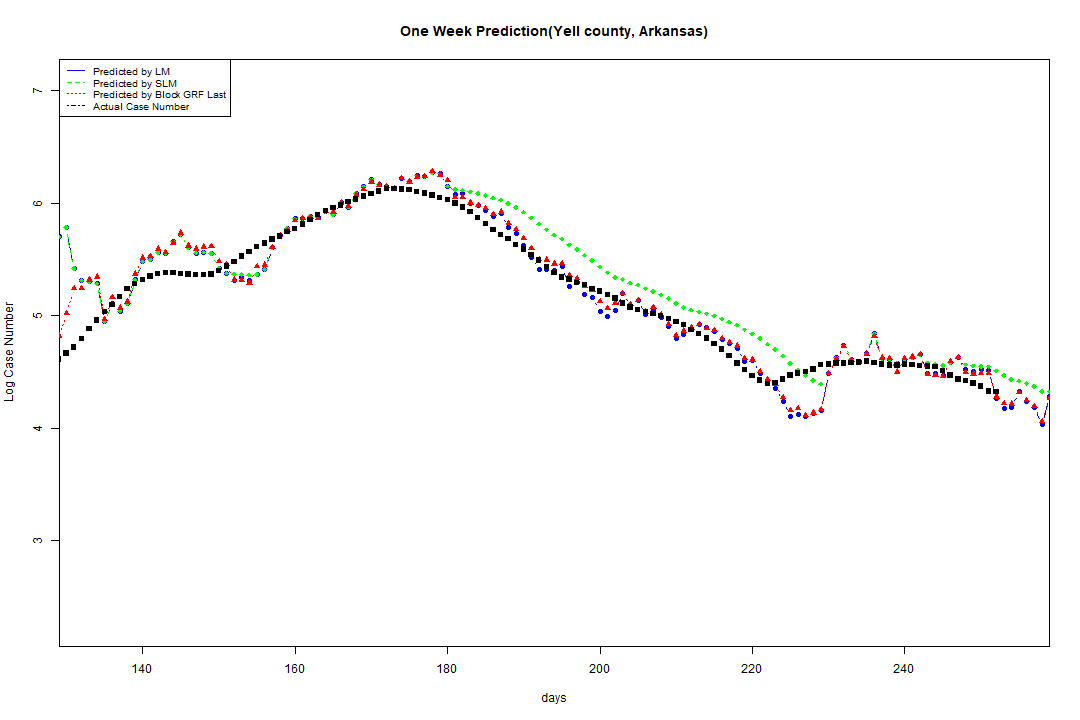 One Week Prediction(Yell county, Arkansas)
Predicted by LM
Predicted by SLM
Predicted by Block GRF Last
Actual Case Number
7
6
5
4
3
Log Case Number
140 160 180 200 220 240
days